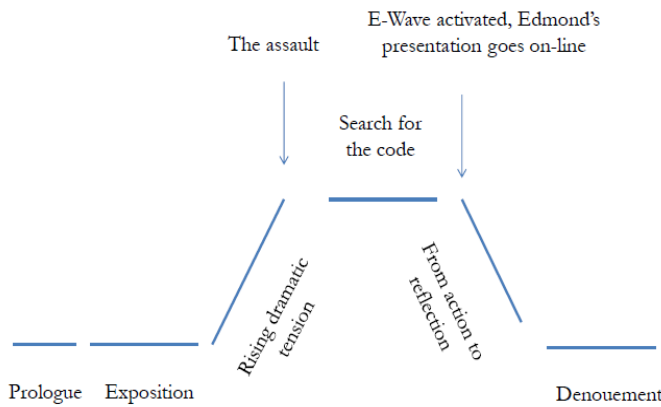 E-Wave activated, Edmond's
presentation goes on-line
The assault
Search for
the code
Rising dramatic
tension
From action to
reflection
Prologue
Exposition
Denouement